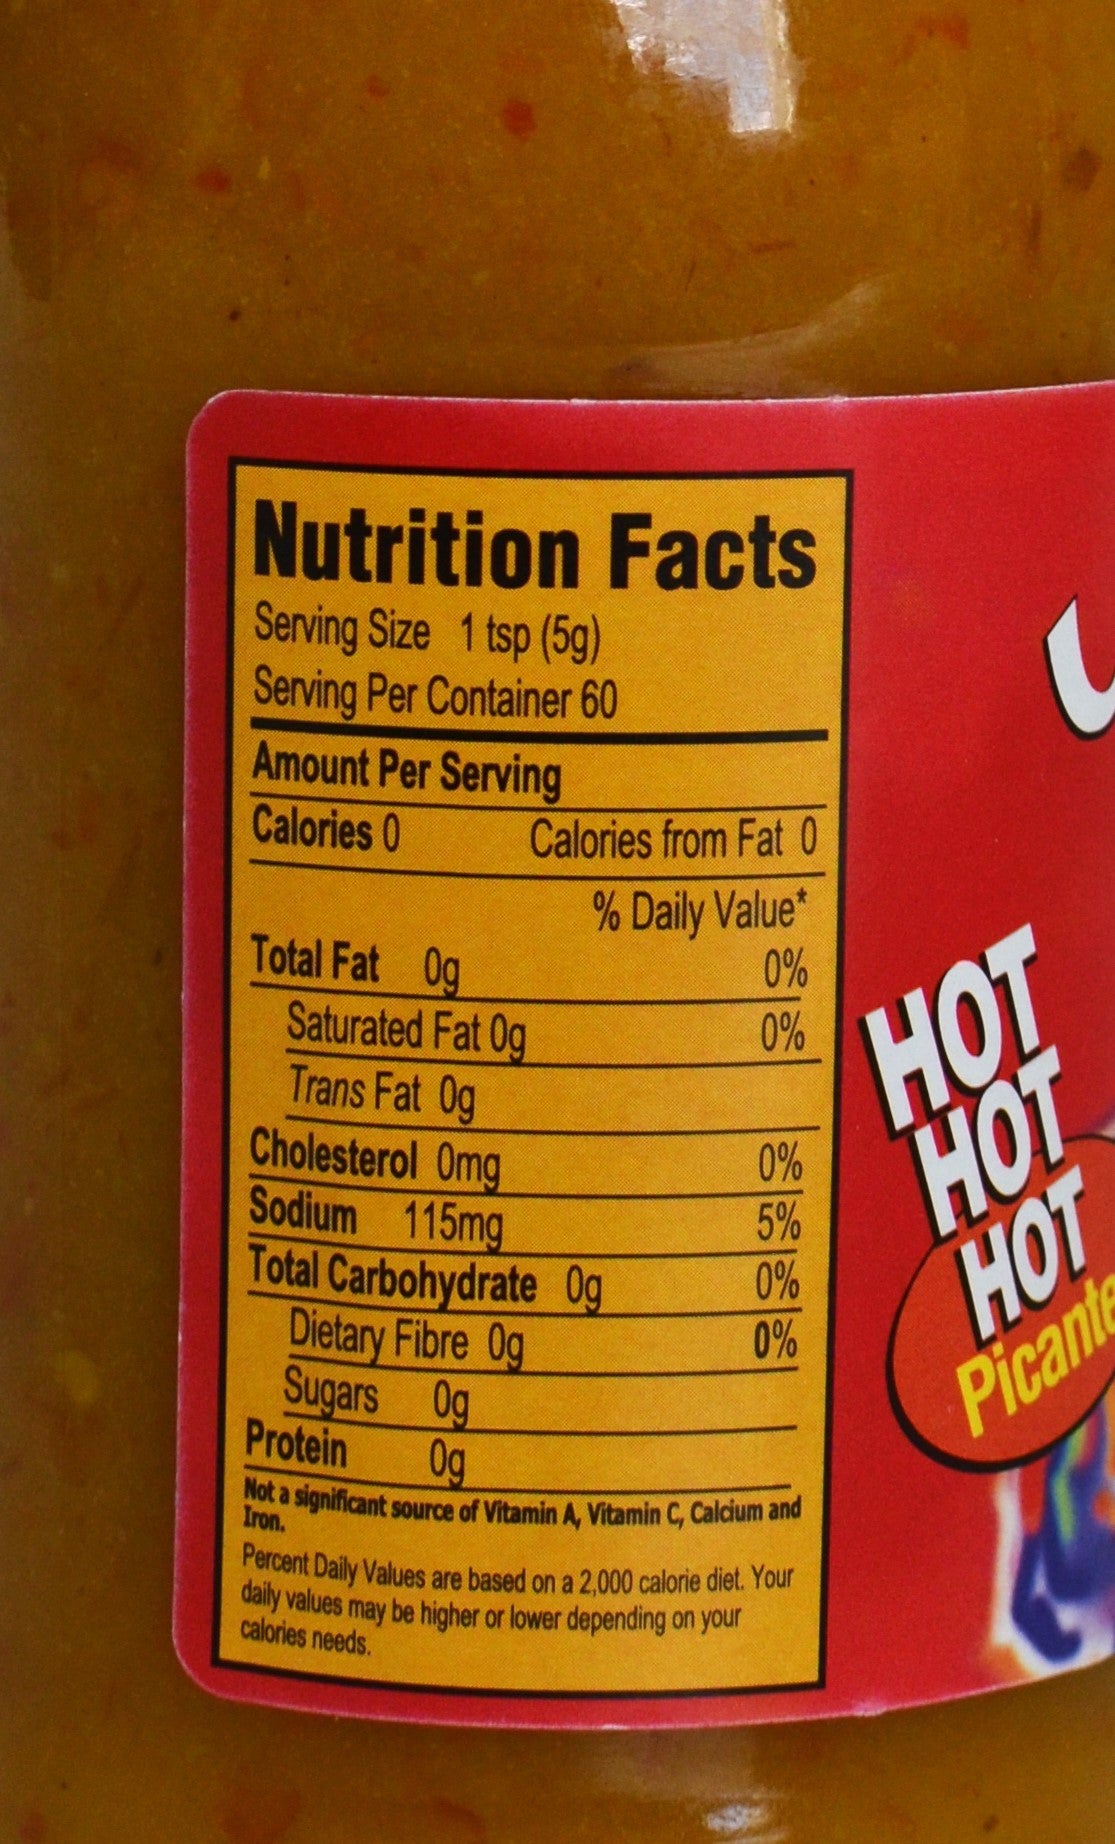 Nutrition Facts
Serving Size 1 tsp (5g)
Serving Per Container 60
Amount Per Serving
Calories 0 Calories from Fat 0
% Daily Value*
Total Fat 0g 0%
Saturated Fat 0g 0%
Trans Fat 0g
Cholesterol 0mg 0%
Sodium 115mg 5%
Total Carbohydrate 0g 0%
Dietary Fibre 0g 0%
Sugars 0g
Protein 0g
Not a significant source of Vitamin A, Vitamin C, Calcium and
Iron.
Percent Daily Values are based on a 2,000 calorie diet. Your
daily values may be higher or lower depending on your
calories needs.
HOT
HOT
HOT
Picante